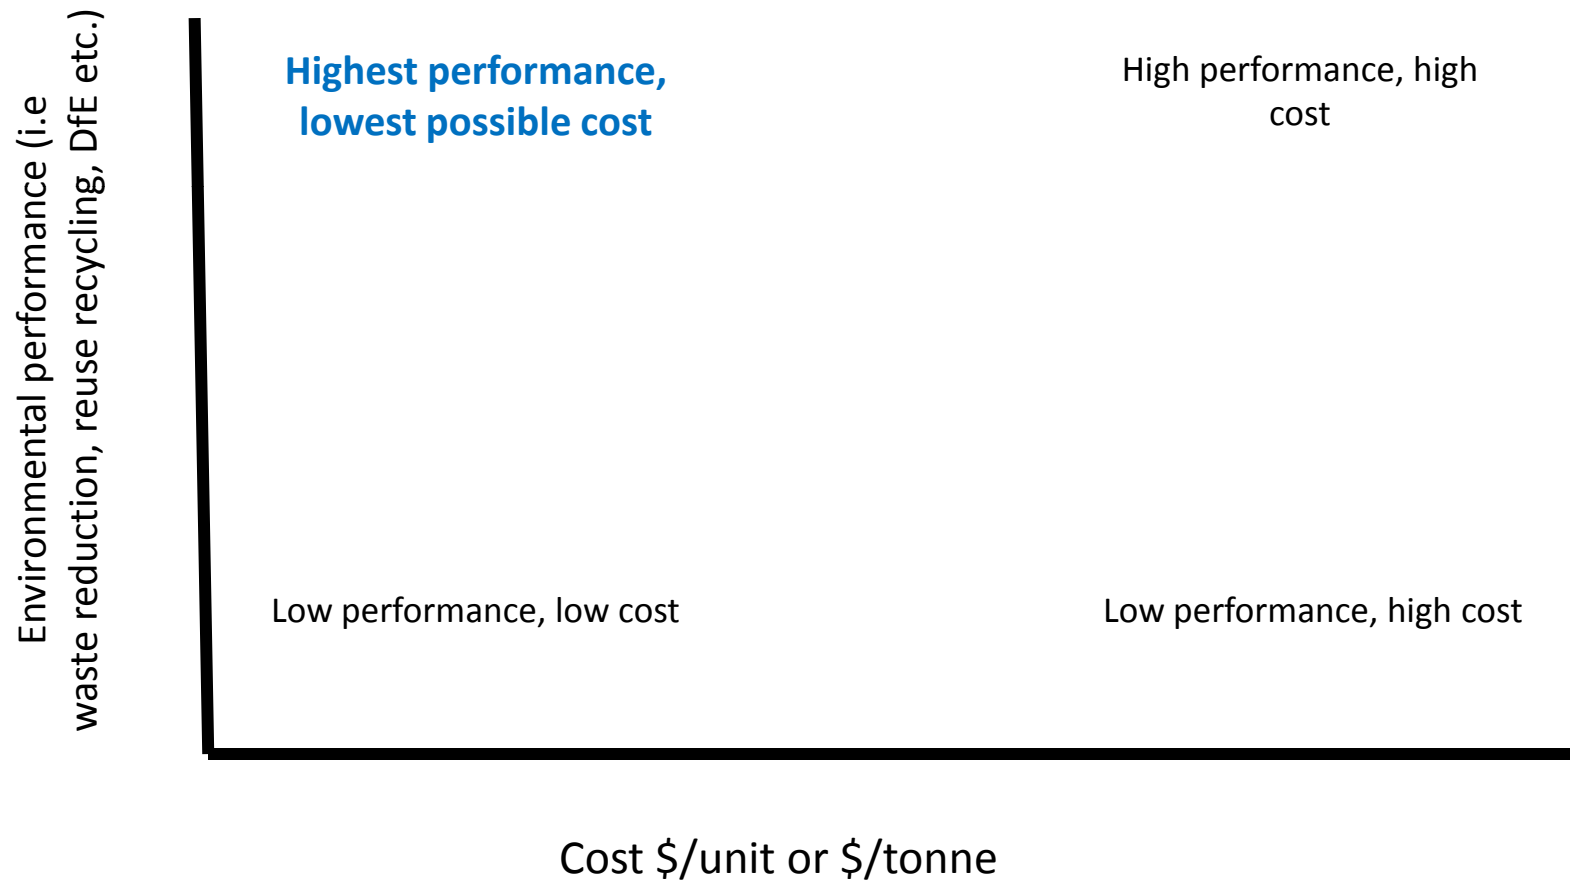 Environmental performance (i.e
waste reduction, reuse recycling, DfE etc.)
Highest performance,
lowest possible cost
High performance, high
cost
Low performance, low cost
Low performance, high cost
Cost $/unit or $/tonne